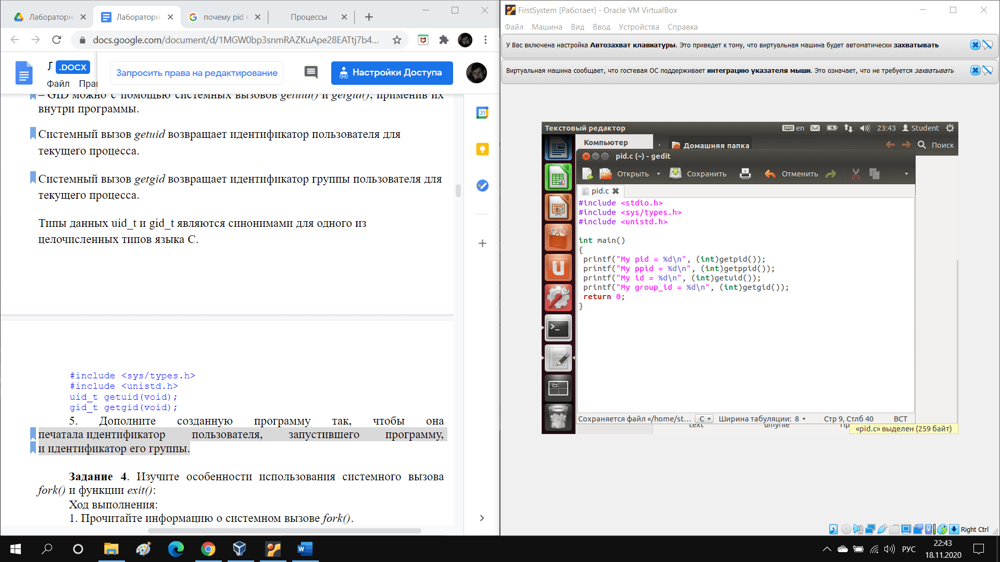 Лабораторн
Лабораторна
почему pid м
Процессы
docs.google.com/document/d/1MGW0bp3snmRAZKuApe28EATtj7b4...
Л .DOCX
Файл Прав
Запросить права на редактирование
Настройки Доступа
– GID можно с помощью системных вызовов getuid() и getgid(), применив их
внутри программы.
Системный вызов getuid возвращает идентификатор пользователя для
текущего процесса.
Системный вызов getgid возвращает идентификатор группы пользователя для
текущего процесса.
Типы данных uid_t и gid_t являются синонимами для одного из
целочисленных типов языка C.
#include <sys/types.h>
#include <unistd.h>
uid_t getuid(void);
gid_t getgid(void);
5. Дополните созданную программу так, чтобы она
печатала идентификатор пользователя, запустившего программу,
и идентификатор его группы.
Задание 4. Изучите особенности использования системного вызова
fork() и функции exit():
Ход выполнения:
1. Прочитайте информацию о системном вызове fork().
31
FirstSystem [Работает] - Oracle VM VirtualBox
Файл Машина Вид Ввод Устройства Справка
У Вас включена настройка Автозахват клавиатуры. Это приведет к тому, что виртуальная машина будет автоматически захватывать
Виртуальная машина сообщает, что гостевая ОС поддерживает интеграцию указателя мыши. Это означает, что не требуется захватывать
Текстовый редактор
en 23:43 Student
Компьютер
Домашняя папка
Поиск
pid.c (~) - gedit
Открыть Сохранить Отменить
pid.c
#include <stdio.h>
#include <sys/types.h>
#include <unistd.h>
int main()
{
printf("My pid = %d\n", (int)getpid());
printf("My ppid = %d\n", (int)getppid());
printf("My id = %d\n", (int)getuid());
printf("My group_id = %d\n", (int)getgid());
return 0;
}
Сохраняется файл «/home/st... C Ширина табуляции: 8 Стр 9, Стлб 40 ВСТ
text
«pid.c» выделен (259 байт)
Right Ctrl
РУС
22:43
18.11.2020